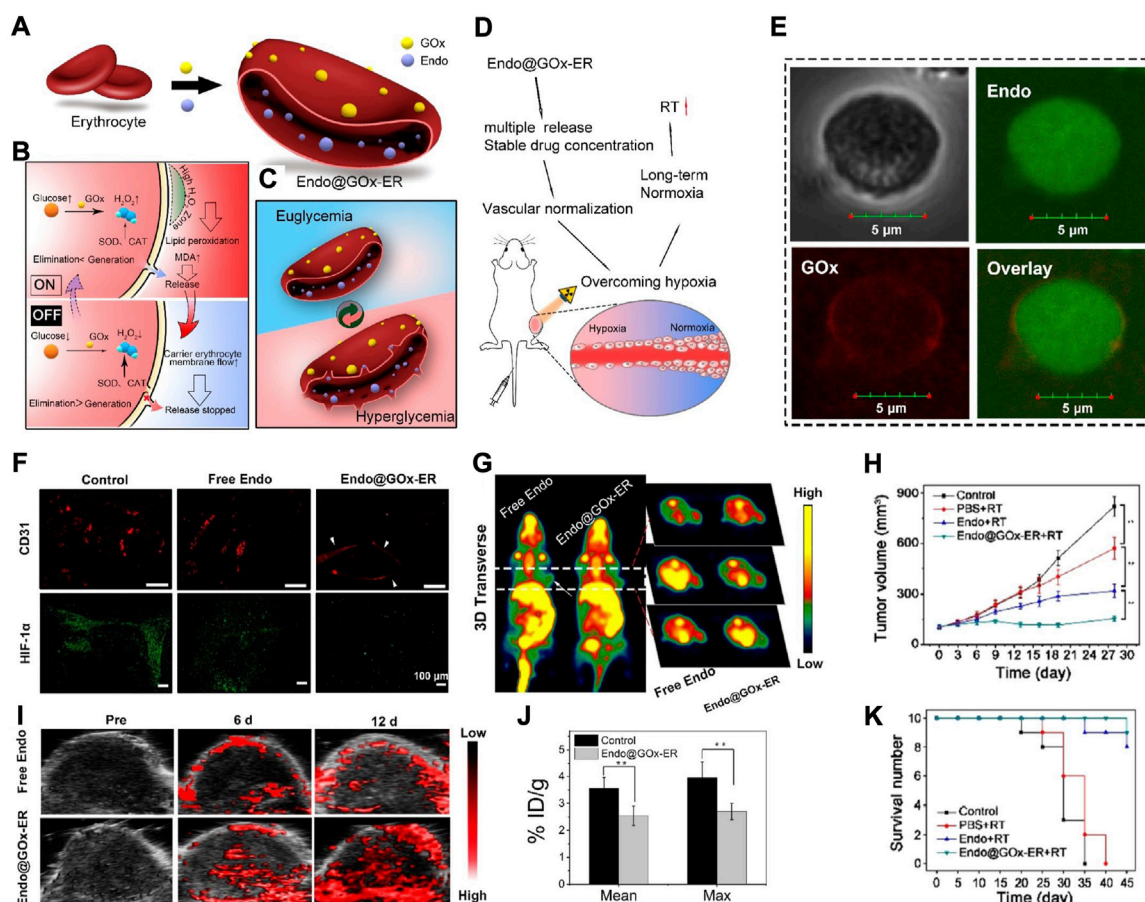 A
Erythrocyte
GOx
Endo
Endo@GOx-ER
B
Glucose↑
GOx
H₂O₂↑
SOD、CAT
Elimination< Generation
ON
High H₂O₂ Zone
Lipid peroxidation
MDA↑
Release
OFF
Glucose↓
GOx
H₂O₂↓
SOD、CAT
Elimination＞Generation
Carrier erythrocyte
membrane flow↑
Release stopped
C
Euglycemia
Hyperglycemia
D
Endo@GOx-ER
multiple release
Stable drug concentration
Vascular normalization
RT
Long-term
Normoxia
Overcoming hypoxia
Hypoxia
Normoxia
E
Endo
5 µm
5 µm
GOx
Overlay
5 µm
5 µm
F
Control
Free Endo
Endo@GOx-ER
CD31
HIF-1α
100 µm
G
Free Endo
Endo@GOx-ER
3D Transverse
Free Endo
Endo@GOx-ER
High
Low
H
Tumor volume (mm³)
900
600
300
0
Control
PBS+RT
Endo+RT
Endo@GOx-ER+RT
0 3 6 9 12 15 18 21 24 27 30
Time (day)
I
Pre
6 d
12 d
Free Endo
Endo@GOx-ER
Low
High
J
% ID/g
6
5
4
3
2
1
0
Control
Endo@GOx-ER
* *
* *
Mean
Max
K
Survival number
10
8
6
4
2
0
Control
PBS+RT
Endo+RT
Endo@GOx-ER+RT
0 5 10 15 20 25 30 35 40 45
Time (day)